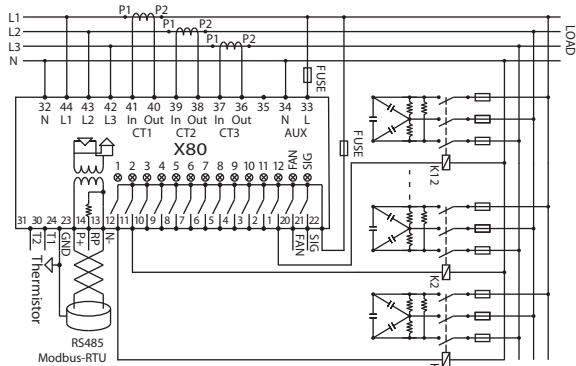 L1
L2
L3
N
P1 P2
P1 P2
P1 P2
LOAD
FUSE
FUSE
32 44 43 42 41 40 39 38 37 36 35 34 33
N L1 L2 L3 In Out In Out In Out N L
CT1 CT2 CT3 AUX
X80
1 2 3 4 5 6 7 8 9 10 11 12 FAN SIG
31 30 24 23 14 13 12 11 10 9 8 7 6 5 4 3 2 1 20 21 22
T2 T1 GND P+ RP N- FAN SIG
Thermistor
RS485
Modbus-RTU
K12
K2